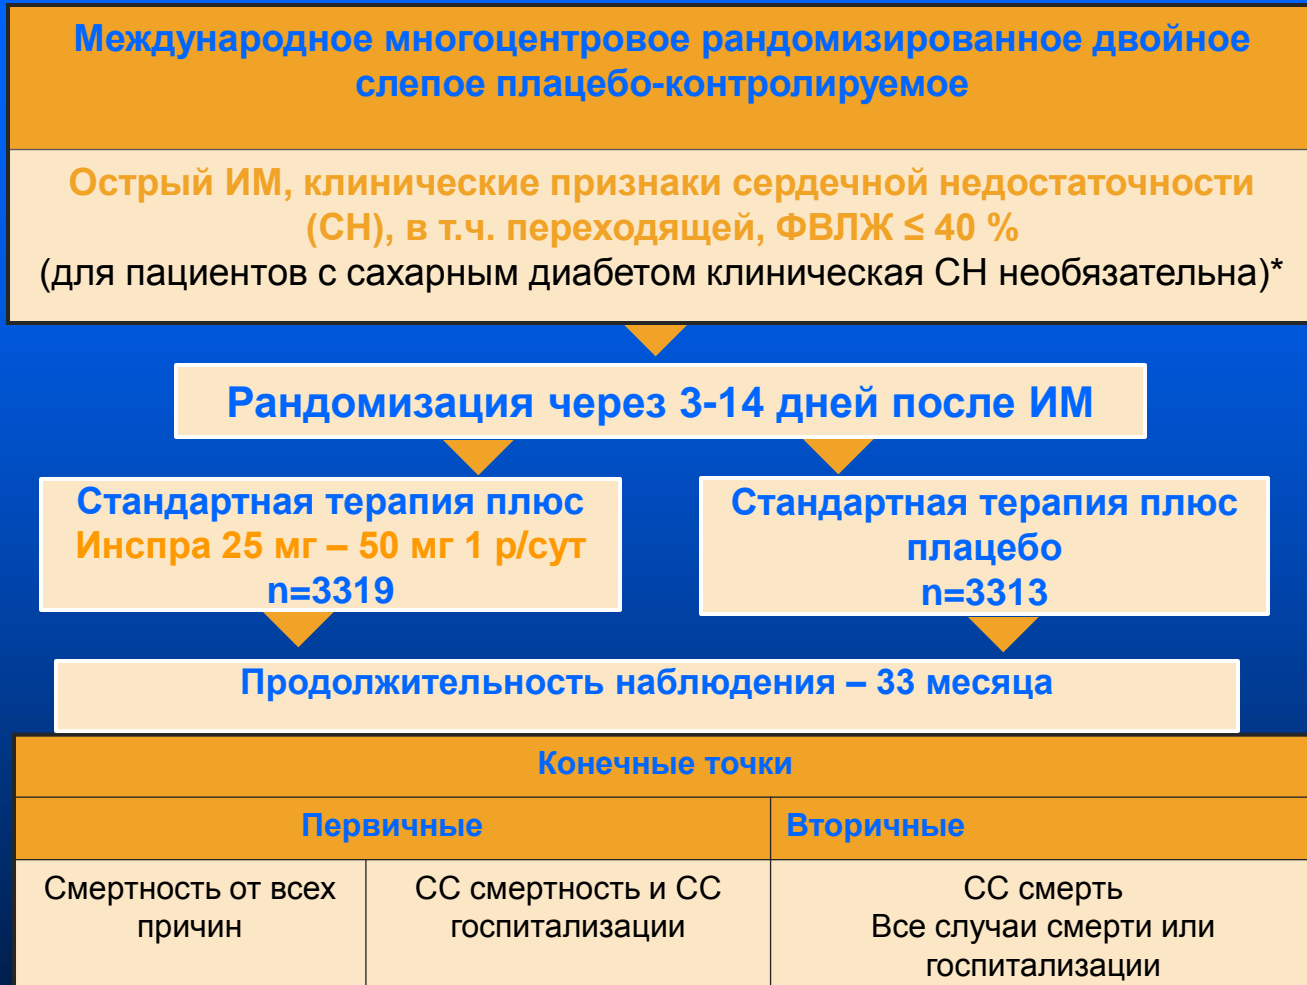 Международное многоцентровое рандомизированное двойное
слепое плацебо-контролируемое
Острый ИМ, клинические признаки сердечной недостаточности
(СН), в т.ч. переходящей, ФВЛЖ ≤ 40 %
(для пациентов с сахарным диабетом клиническая СН необязательна)*
Рандомизация через 3-14 дней после ИМ
Стандартная терапия плюс
Инспра 25 мг – 50 мг 1 р/сут
n=3319
Стандартная терапия плюс
плацебо
n=3313
Продолжительность наблюдения – 33 месяца
Конечные точки
Первичные
Вторичные
Смертность от всех
причин
СС смертность и СС
госпитализации
СС смерть
Все случаи смерти или
госпитализации